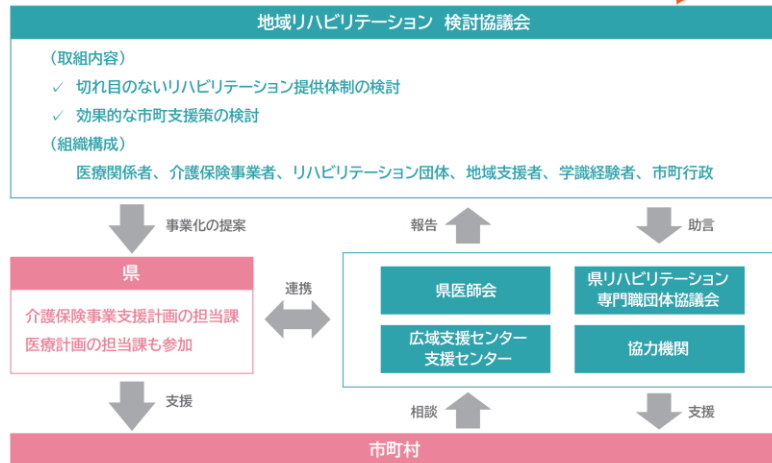 地域リハビリテーション 検討協議会
（取組内容）
✓ 切れ目のないリハビリテーション提供体制の検討
✓ 効果的な市町支援策の検討
（組織構成）
医療関係者、介護保険事業者、リハビリテーション団体、地域支援者、学識経験者、市町行政
事業化の提案
報告
助言
県
介護保険事業支援計画の担当課
医療計画の担当課も参加
連携
県医師会
県リハビリテーション
専門職団体協議会
広域支援センター
支援センター
協力機関
支援
相談
支援
市町村